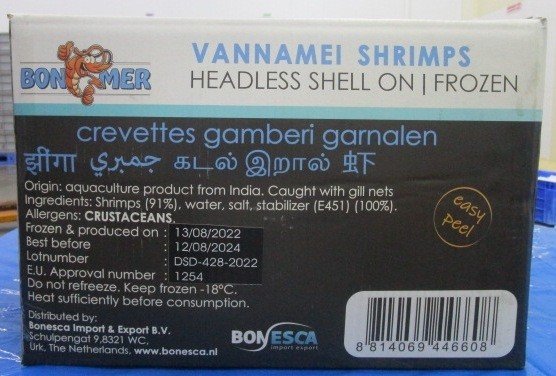 BONESMER
VANNAMEI SHRIMPS
HEADLESS SHELL ON | FROZEN
crevettes gamberi garnalen
झींगा جمبري கடல் இறால் 虾
Origin: aquaculture product from India. Caught with gill nets
Ingredients: Shrimps (91%), water, salt, stabilizer (E451) (100%).
Allergens: CRUSTACEANS.
easy peel
Frozen & produced on : 13/08/2022
Best before : 12/08/2024
Lotnumber : DSD-428-2022
E.U. Approval number : 1254
Do not refreeze. Keep frozen -18°C.
Heat sufficiently before consumption.
Distributed by:
Bonesca Import & Export B.V.
Schulpengat 9,8321 WC,
Urk, The Netherlands, www.bonesca.nl
BONESCA
import export
8 814069 446608